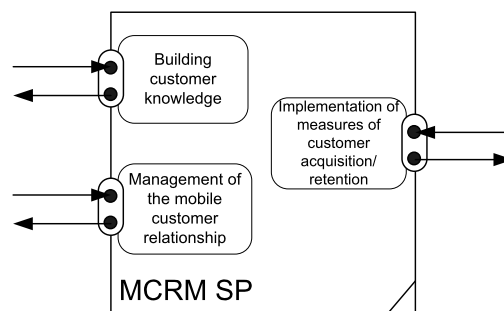 Building
customer
knowledge
Implementation of
measures of
customer
acquisition/
retention
Management of
the mobile
customer
relationship
MCRM SP